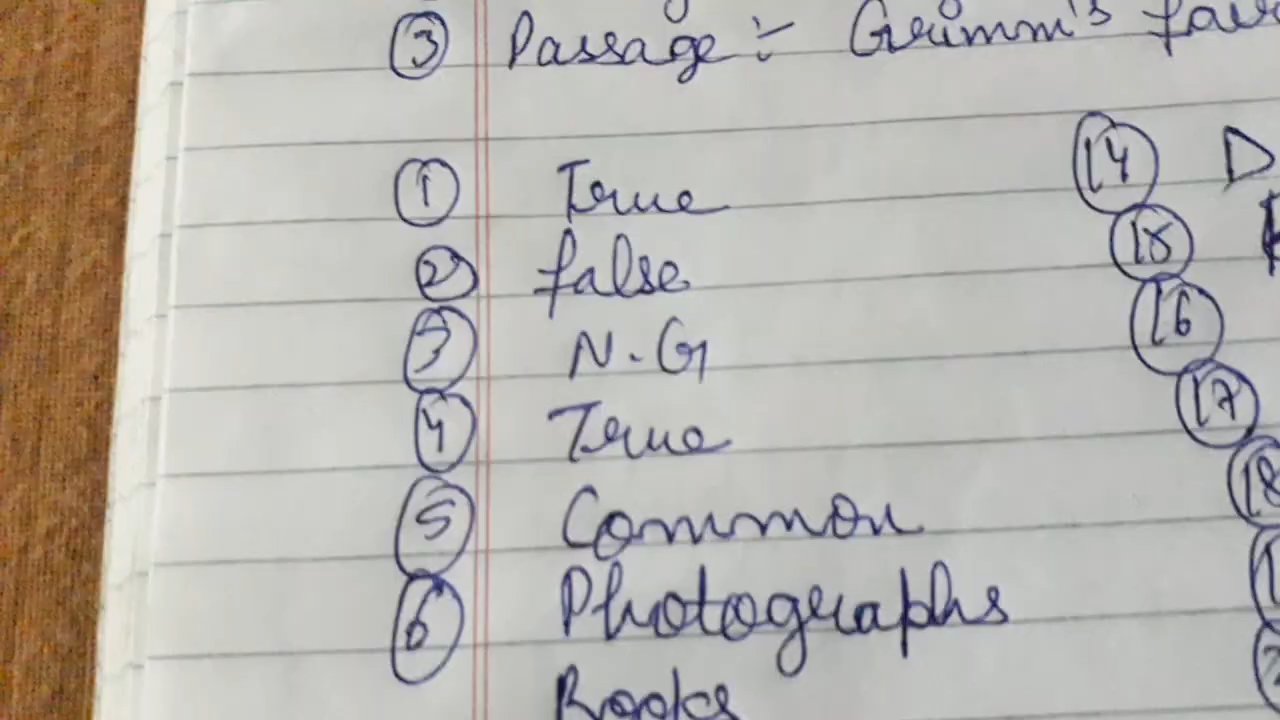 ③ Passage :- Grimm's
① True
② false
③ N.G
④ True
⑤ Common
⑥ Photographs
Books
⑭ D
⑮
⑯
⑰
⑱